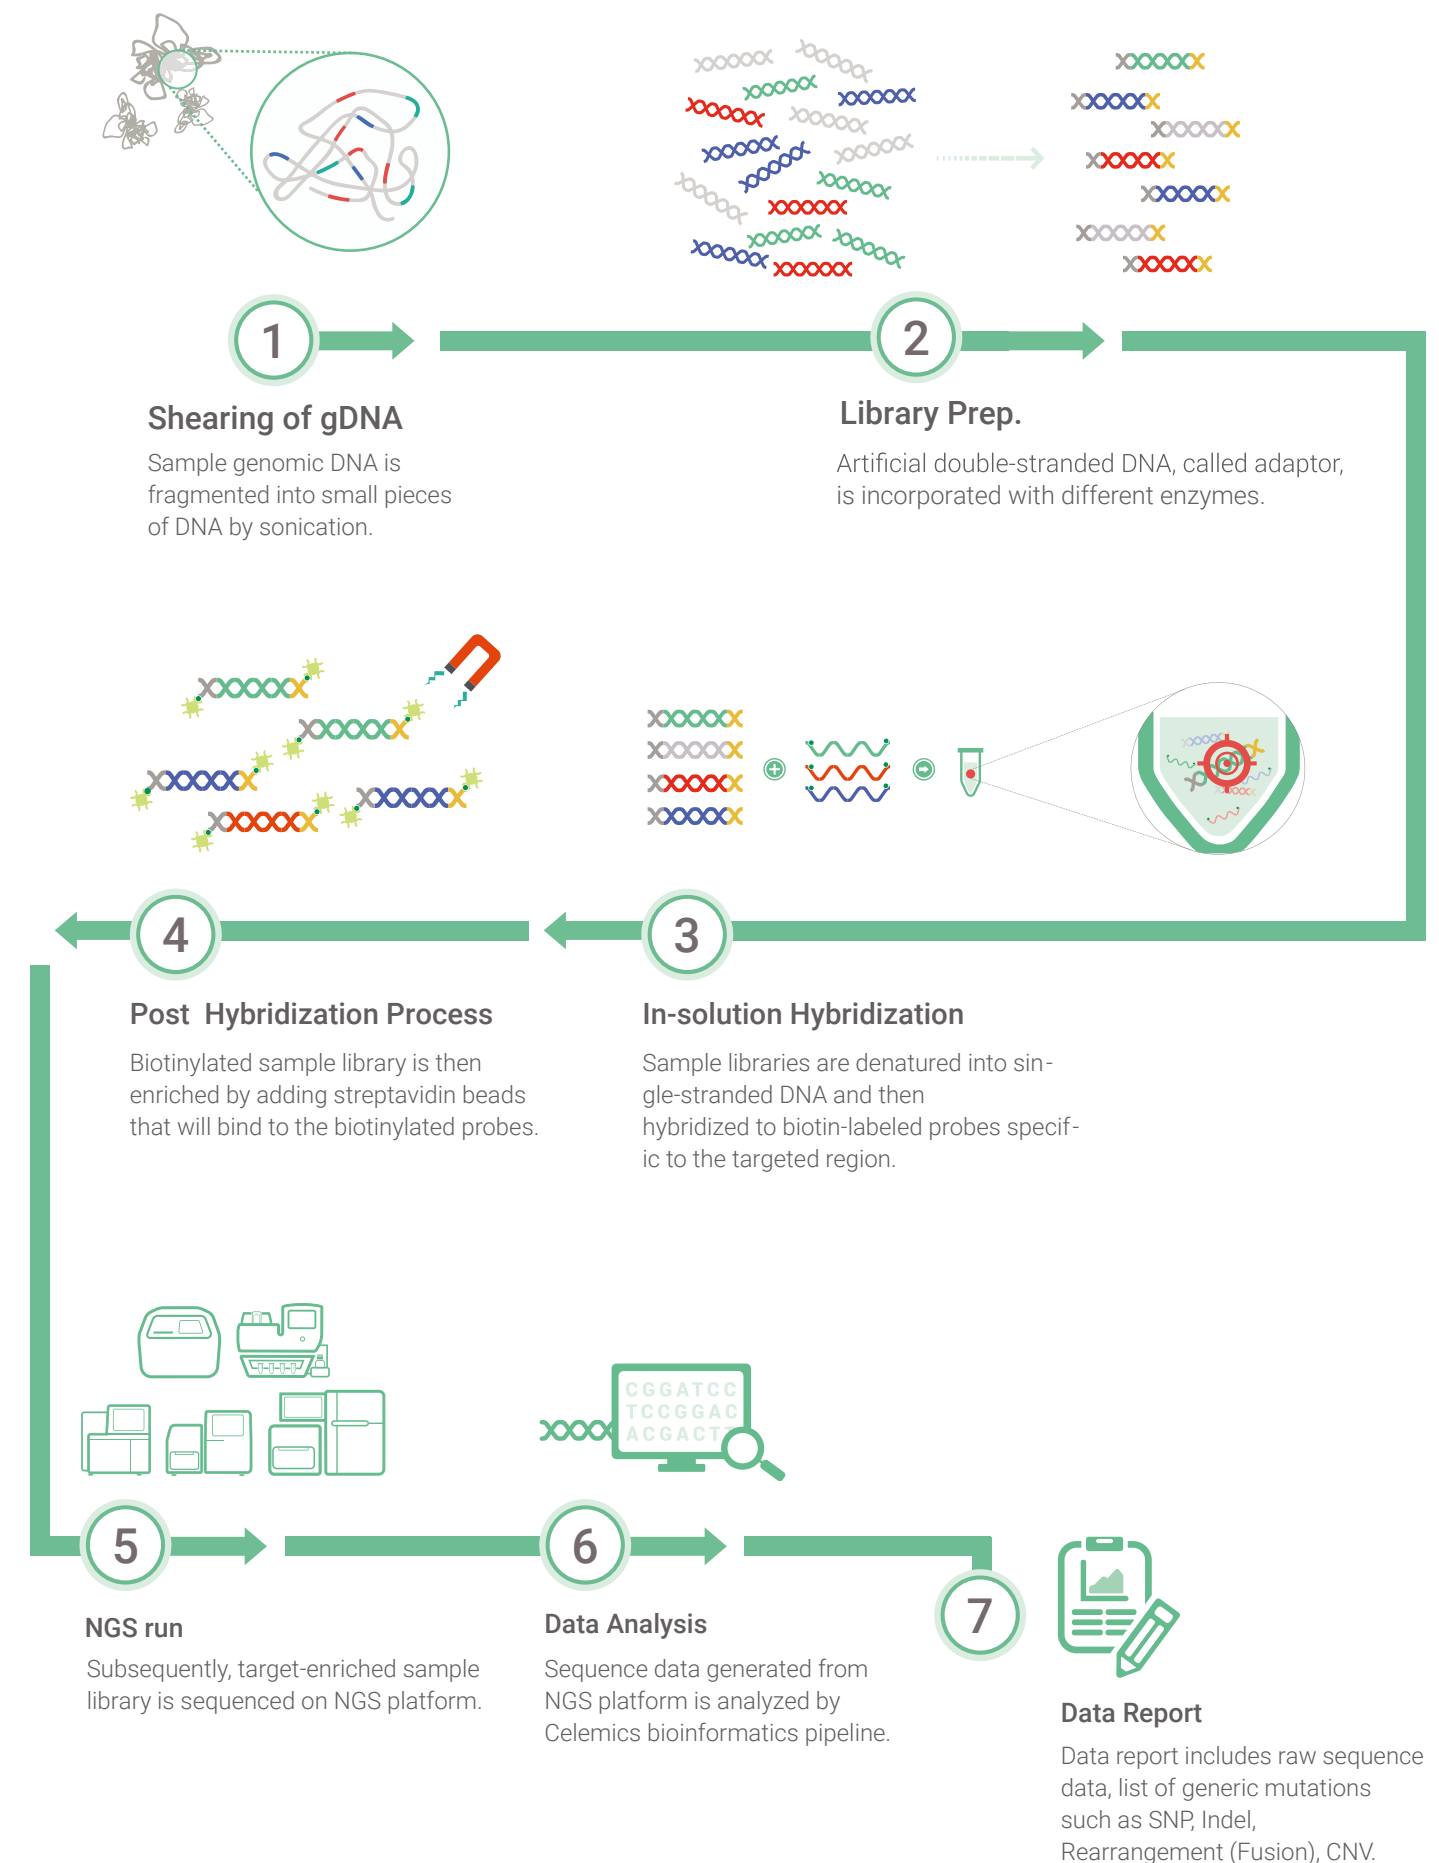 1
Shearing of gDNA
Sample genomic DNA is
fragmented into small pieces
of DNA by sonication.
2
Library Prep.
Artificial double-stranded DNA, called adaptor,
is incorporated with different enzymes.
3
In-solution Hybridization
Sample libraries are denatured into sin-
gle-stranded DNA and then
hybridized to biotin-labeled probes specif-
ic to the targeted region.
4
Post Hybridization Process
Biotinylated sample library is then
enriched by adding streptavidin beads
that will bind to the biotinylated probes.
5
NGS run
Subsequently, target-enriched sample
library is sequenced on NGS platform.
CGGATCC
TCCGGAC
ACGACTT
6
Data Analysis
Sequence data generated from
NGS platform is analyzed by
Celemics bioinformatics pipeline.
7
Data Report
Data report includes raw sequence
data, list of generic mutations
such as SNP, Indel,
Rearrangement (Fusion), CNV.